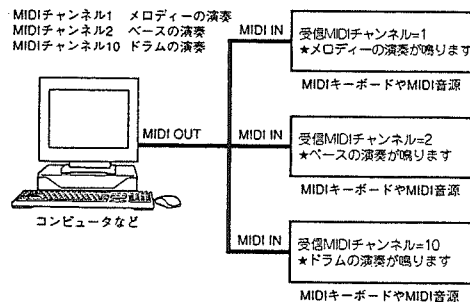 MIDIチャンネル1 メロディーの演奏
MIDIチャンネル2 ベースの演奏
MIDIチャンネル10 ドラムの演奏
コンピュータなど
MIDI OUT
MIDI IN
受信MIDIチャンネル=1
★メロディーの演奏が鳴ります
MIDIキーボードやMIDI音源
MIDI IN
受信MIDIチャンネル=2
★ベースの演奏が鳴ります
MIDIキーボードやMIDI音源
MIDI IN
受信MIDIチャンネル=10
★ドラムの演奏が鳴ります
MIDIキーボードやMIDI音源